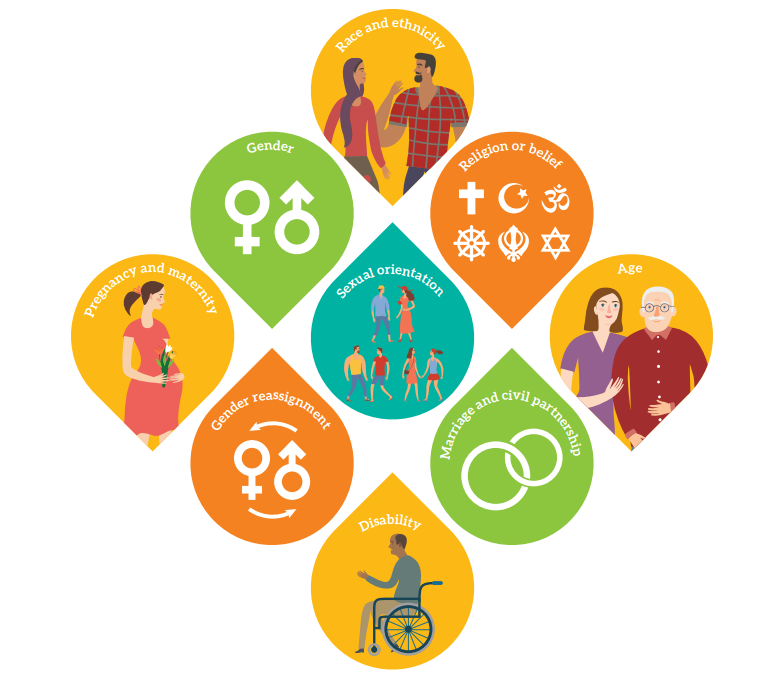 Race and ethnicity
Gender
Religion or belief
Pregnancy and maternity
Sexual orientation
Age
Gender reassignment
Marriage and civil partnership
Disability